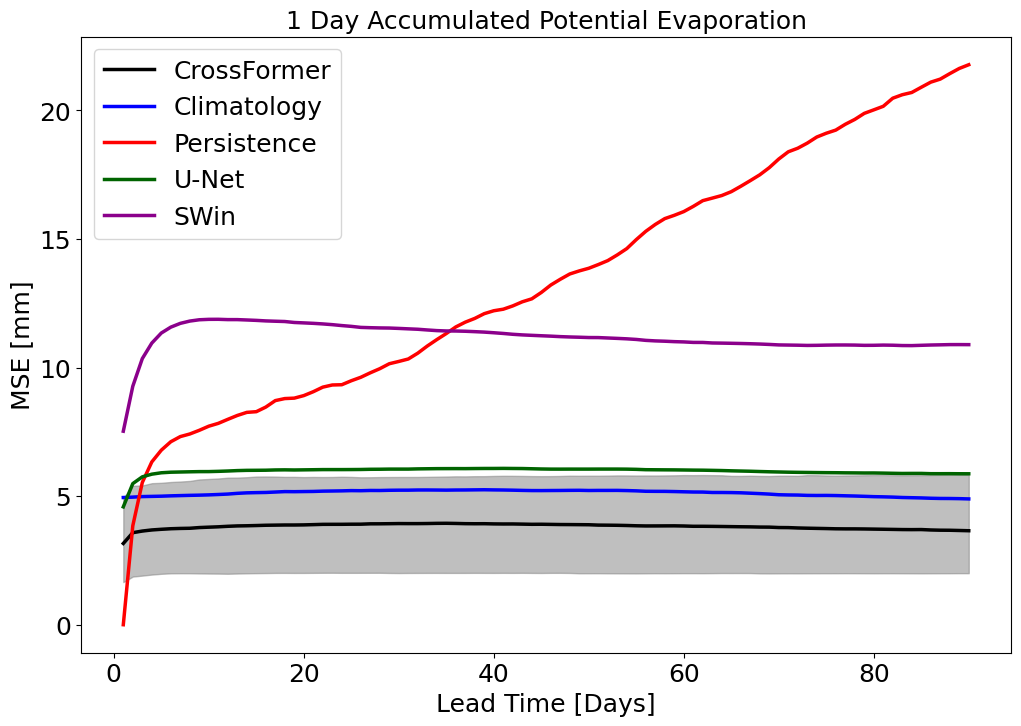 1 Day Accumulated Potential Evaporation
CrossFormer
Climatology
Persistence
U-Net
SWin
MSE [mm]
20
15
10
5
0
0 20 40 60 80
Lead Time [Days]